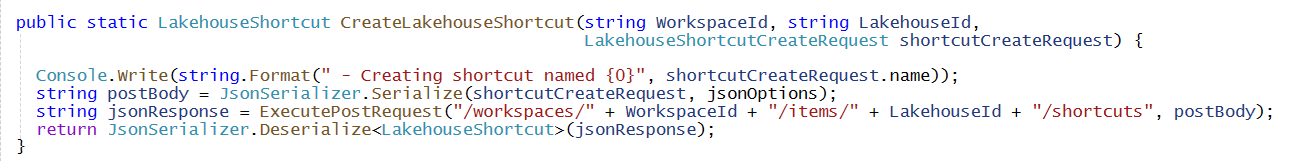 public static LakehouseShortcut CreateLakehouseShortcut(string WorkspaceId, string LakehouseId,
LakehouseShortcutCreateRequest shortcutCreateRequest) {
Console.Write(string.Format(" - Creating shortcut named {0}", shortcutCreateRequest.name));
string postBody = JsonSerializer.Serialize(shortcutCreateRequest, jsonOptions);
string jsonResponse = ExecutePostRequest("/workspaces/" + WorkspaceId + "/items/" + LakehouseId + "/shortcuts", postBody);
return JsonSerializer.Deserialize<LakehouseShortcut>(jsonResponse);
}